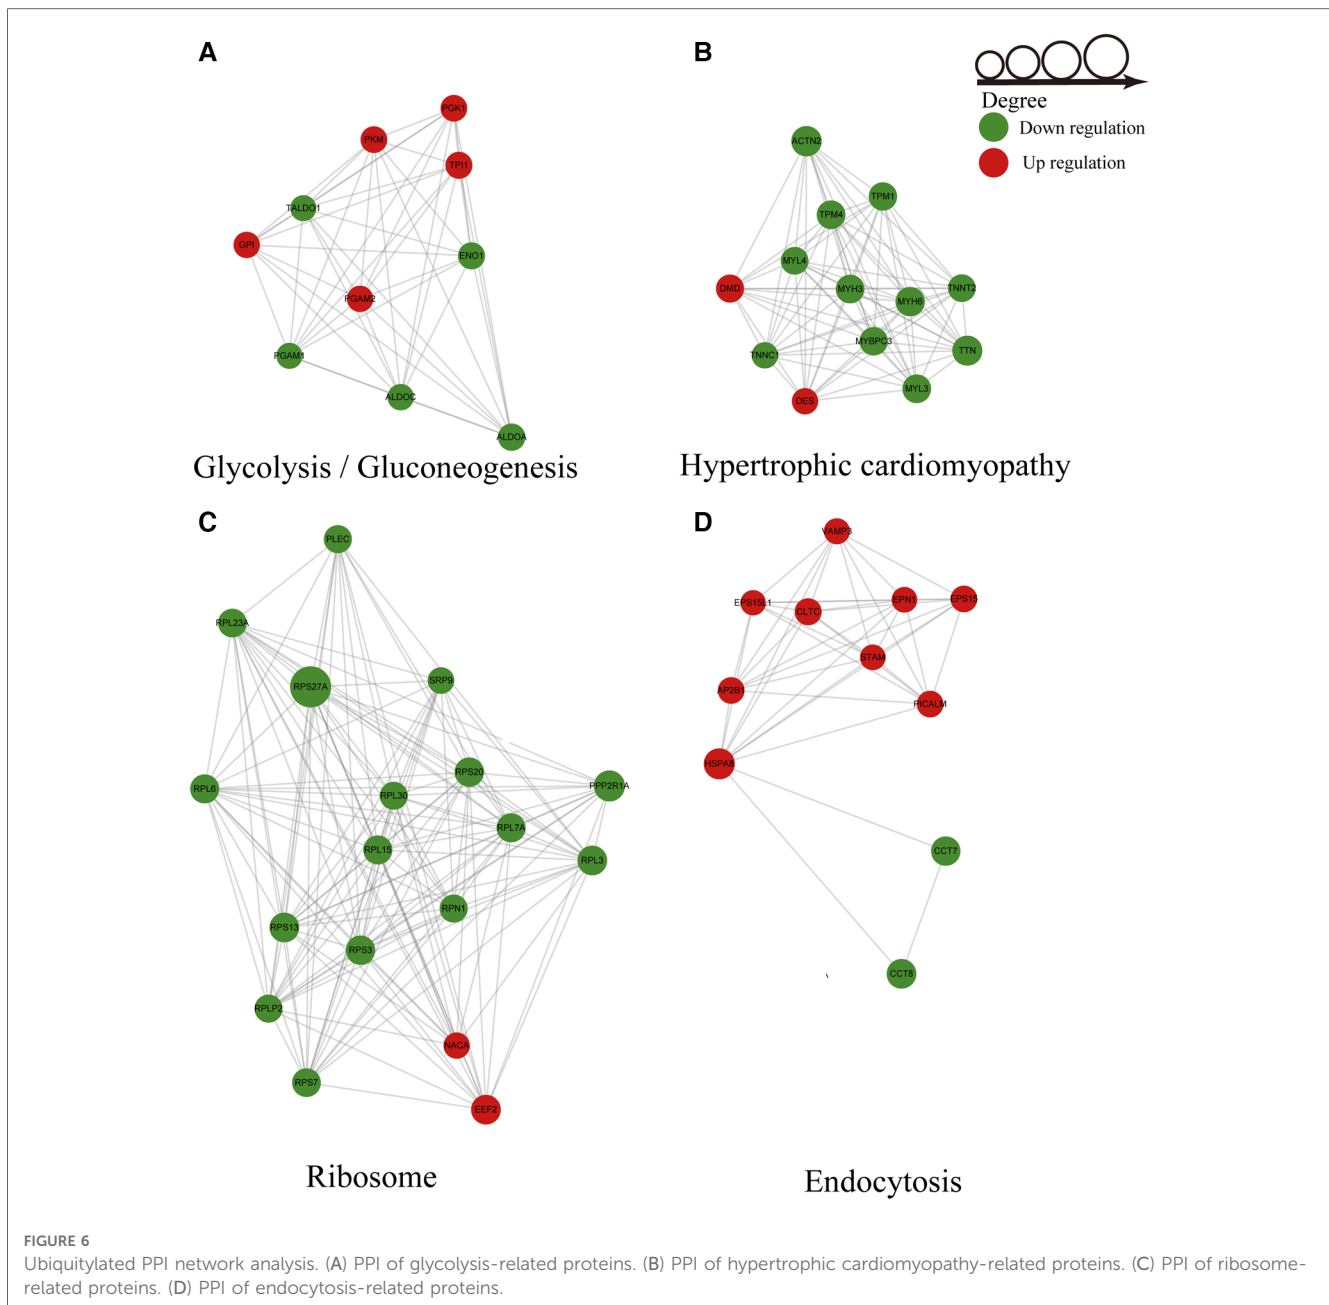 A
PGK1
PKM
TPI1
TALDO1
GPI
ENO1
PGAM2
PGAM1
ALDOC
ALDOA
Glycolysis / Gluconeogenesis
B
Degree
Down regulation
Up regulation
ACTN2
TPM1
TPM4
MYL4
DMD
MYH3
MYH6
TNNT2
MYBPC3
TNNC1
TTN
MYL3
DES
Hypertrophic cardiomyopathy
C
PLEC
RPL23A
RPS27A
SRP9
RPS20
RPL6
RPL30
PPP2R1A
RPL7A
RPL15
RPL3
RPN1
RPS13
RPS3
RPLP2
NACA
RPS7
EEF2
Ribosome
D
VAMP3
EPS15L1
CLTC
EPN1
EPS15
STAM
AP2B1
PICALM
HSPA8
CCT7
CCT8
Endocytosis
FIGURE 6
Ubiquitylated PPI network analysis. (A) PPI of glycolysis-related proteins. (B) PPI of hypertrophic cardiomyopathy-related proteins. (C) PPI of ribosome-
related proteins. (D) PPI of endocytosis-related proteins.